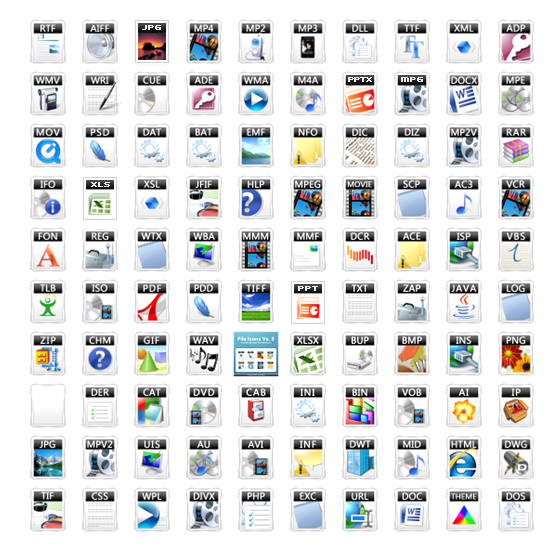 RTF AIFF JPG MP4 MP2 MP3 DLL TTF XML ADP
WMV WRI CUE ADE WMA M4A PPTX MPG DOCX MPE
MOV PSD DAT BAT EMF NFO DIC DIZ MP2V RAR
IFO XLS XSL JFIF HLP MPEG MOVIE SCP AC3 VCR
FON REG WTX WBA MMM MMF DCR ACE ISP VBS
TLB ISO PDF PDD TIFF PPT TXT ZAP JAVA LOG
ZIP CHM GIF WAV File Icons Vs. 3 XLSX BUP BMP INS PNG
DER CAT DVD CAB INI BIN VOB AI IP
JPG MPV2 UIS AU AVI INF DWT MID HTML DWG
TIF CSS WPL DIVX PHP EXC URL DOC THEME DOS